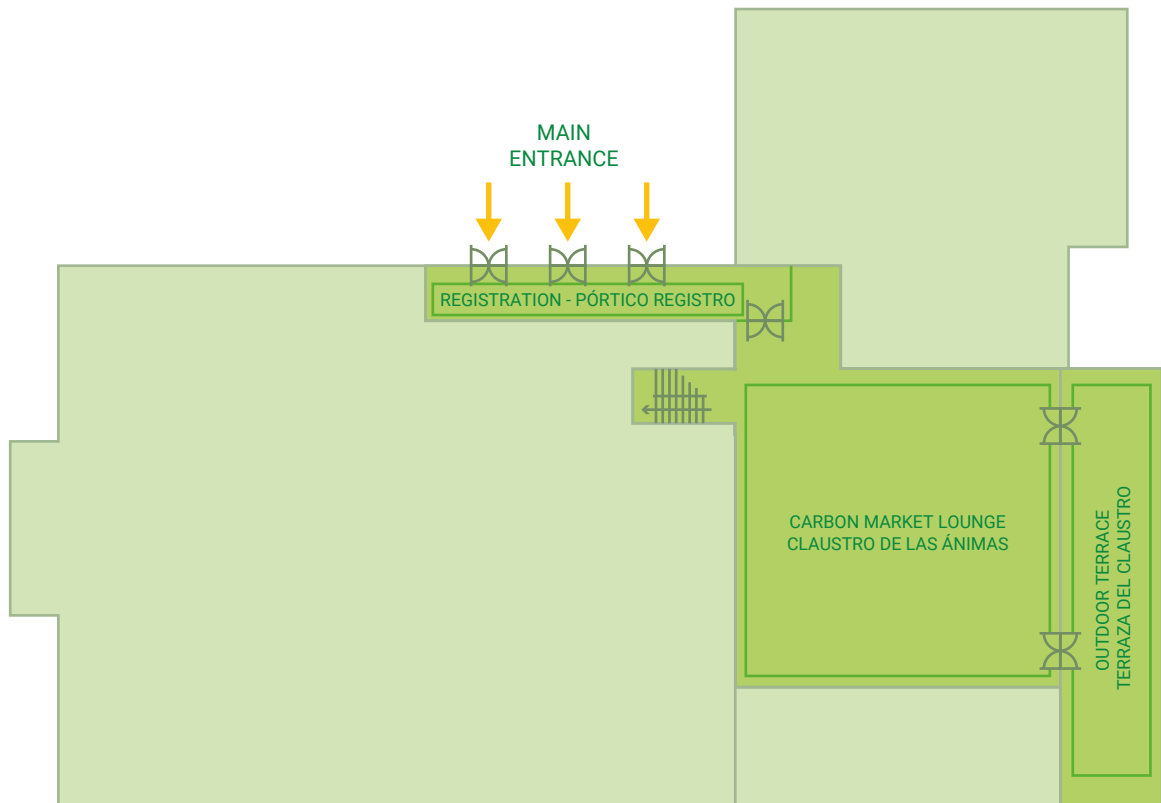 MAIN
ENTRANCE
REGISTRATION - PÓRTICO REGISTRO
CARBON MARKET LOUNGE
CLAUSTRO DE LAS ÁNIMAS
OUTDOOR TERRACE
TERRAZA DEL CLAUSTRO